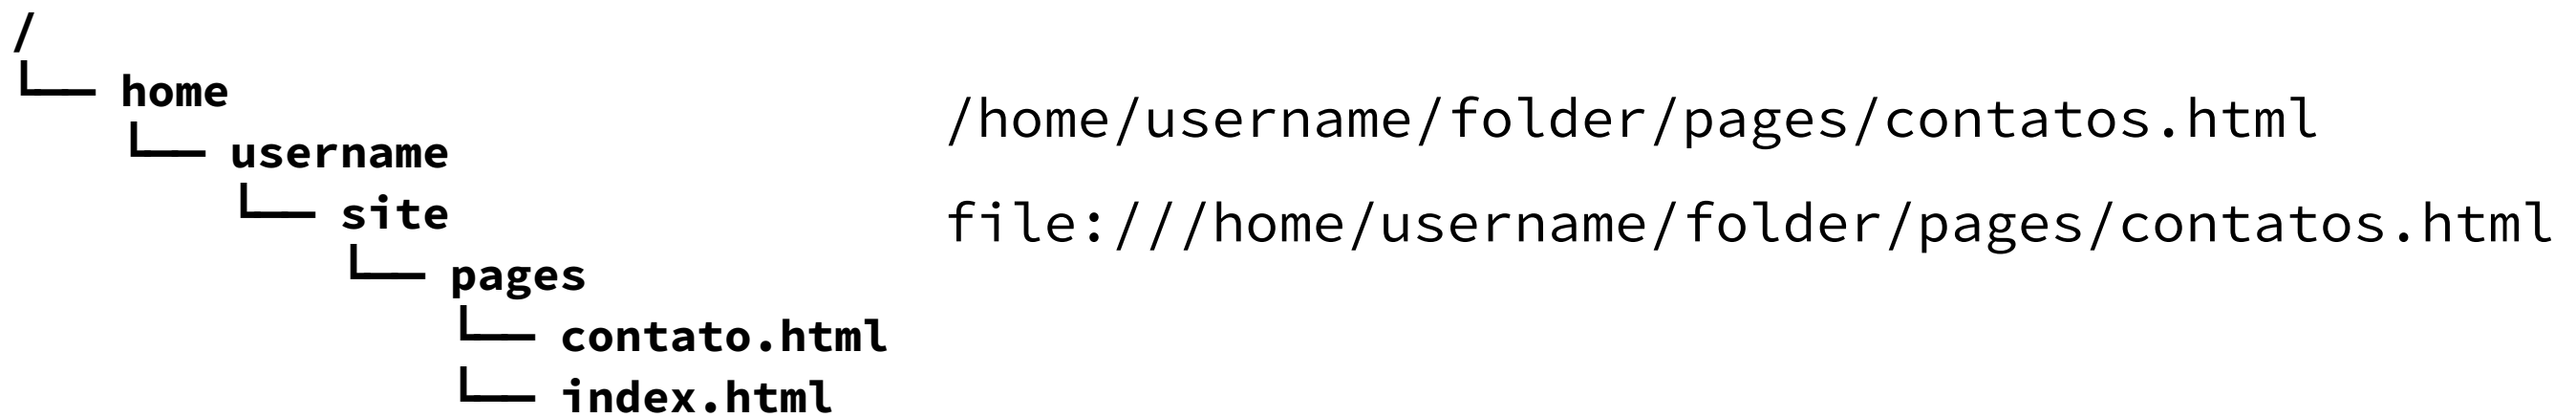 /
└── home
└── username
└── site
└── pages
└── contato.html
└── index.html
/home/username/folder/pages/contatos.html
file:///home/username/folder/pages/contatos.html